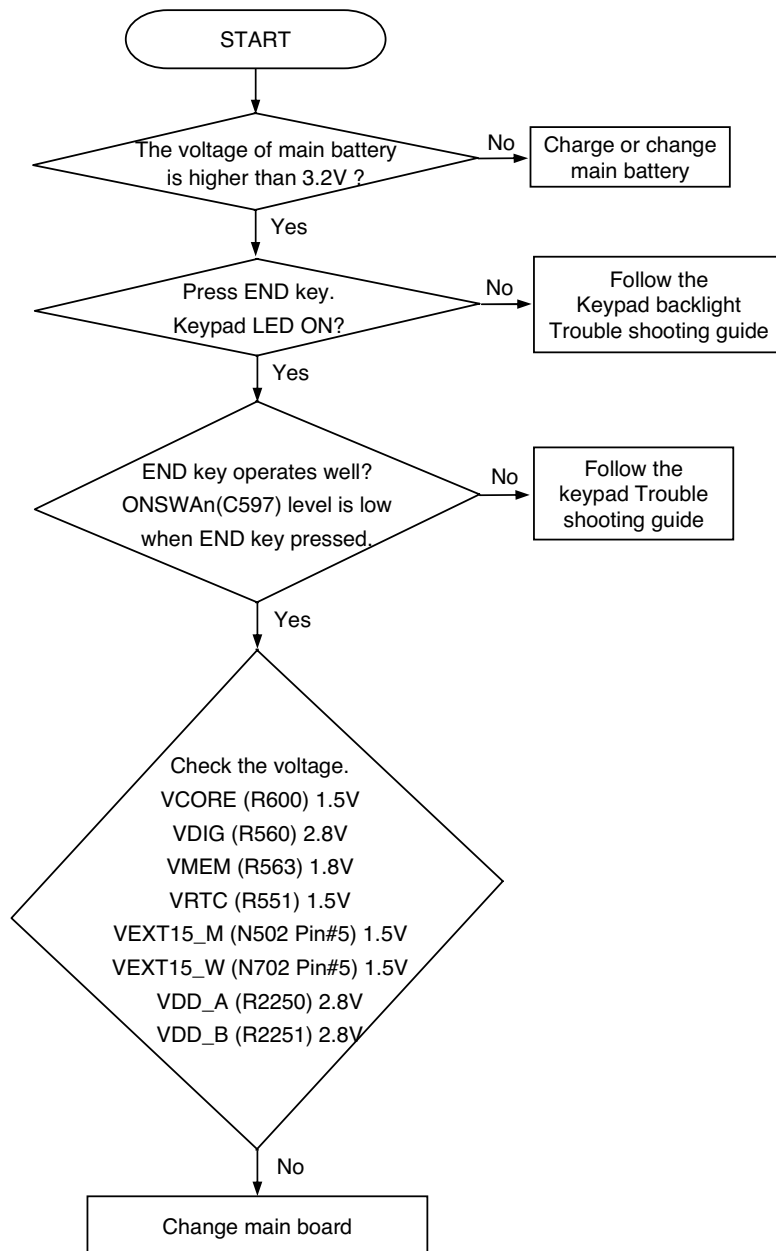 START
The voltage of main battery
is higher than 3.2V ?
No
Charge or change
main battery
Yes
Press END key.
Keypad LED ON?
No
Follow the
Keypad backlight
Trouble shooting guide
Yes
END key operates well?
ONSWAn(C597) level is low
when END key pressed.
No
Follow the
keypad Trouble
shooting guide
Yes
Check the voltage.
VCORE (R600) 1.5V
VDIG (R560) 2.8V
VMEM (R563) 1.8V
VRTC (R551) 1.5V
VEXT15_M (N502 Pin#5) 1.5V
VEXT15_W (N702 Pin#5) 1.5V
VDD_A (R2250) 2.8V
VDD_B (R2251) 2.8V
No
Change main board